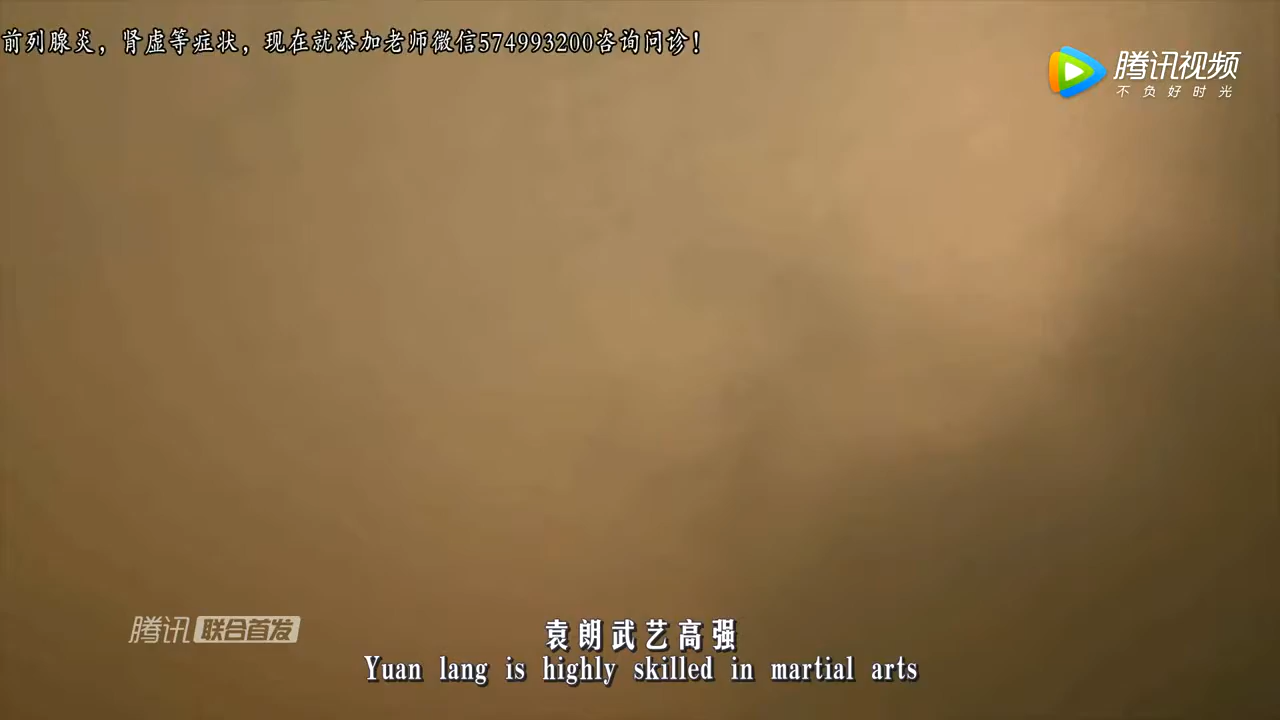 前列腺炎，肾虚等症状，现在就添加老师微信574993200咨询问诊！
腾讯视频
不负好时光
腾讯 联合首发
袁朗武艺高强
Yuan lang is highly skilled in martial arts